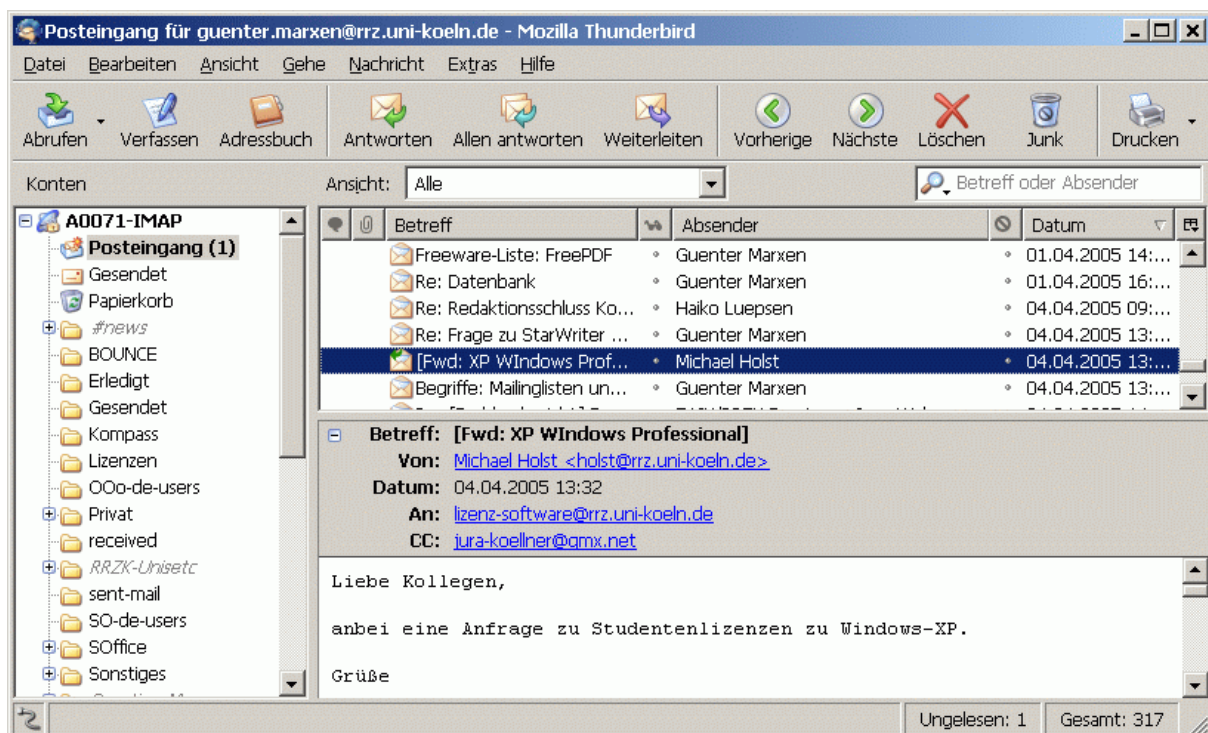 Posteingang für guenter.marxen@rrz.uni-koeln.de - Mozilla Thunderbird
Datei Bearbeiten Ansicht Gehe Nachricht Extras Hilfe
Abrufen Verfassen Adressbuch Antworten Allen antworten Weiterleiten Vorherige Nächste Löschen Junk Drucken
Konten Ansicht: Alle Betreff oder Absender
A0071-IMAP
Posteingang (1)
Gesendet
Papierkorb
#news
BOUNCE
Erledigt
Gesendet
Kompass
Lizenzen
OOo-de-users
Privat
received
RRZK-Unisetc
sent-mail
SO-de-users
SOffice
Sonstiges
Betreff Absender Datum
Freeware-Liste: FreePDF Guenter Marxen 01.04.2005 14:...
Re: Datenbank Guenter Marxen 01.04.2005 16:...
Re: Redaktionsschluss Ko... Haiko Luepsen 04.04.2005 09:...
Re: Frage zu StarWriter ... Guenter Marxen 04.04.2005 13:...
[Fwd: XP WIndows Prof... Michael Holst 04.04.2005 13:...
Begriffe: Mailinglisten un... Guenter Marxen 04.04.2005 13:...
Betreff: [Fwd: XP WIndows Professional]
Von: Michael Holst <holst@rrz.uni-koeln.de>
Datum: 04.04.2005 13:32
An: lizenz-software@rrz.uni-koeln.de
CC: jura-koellner@gmx.net
Liebe Kollegen,
anbei eine Anfrage zu Studentenlizenzen zu Windows-XP.
Grüße
Ungelesen: 1 Gesamt: 317